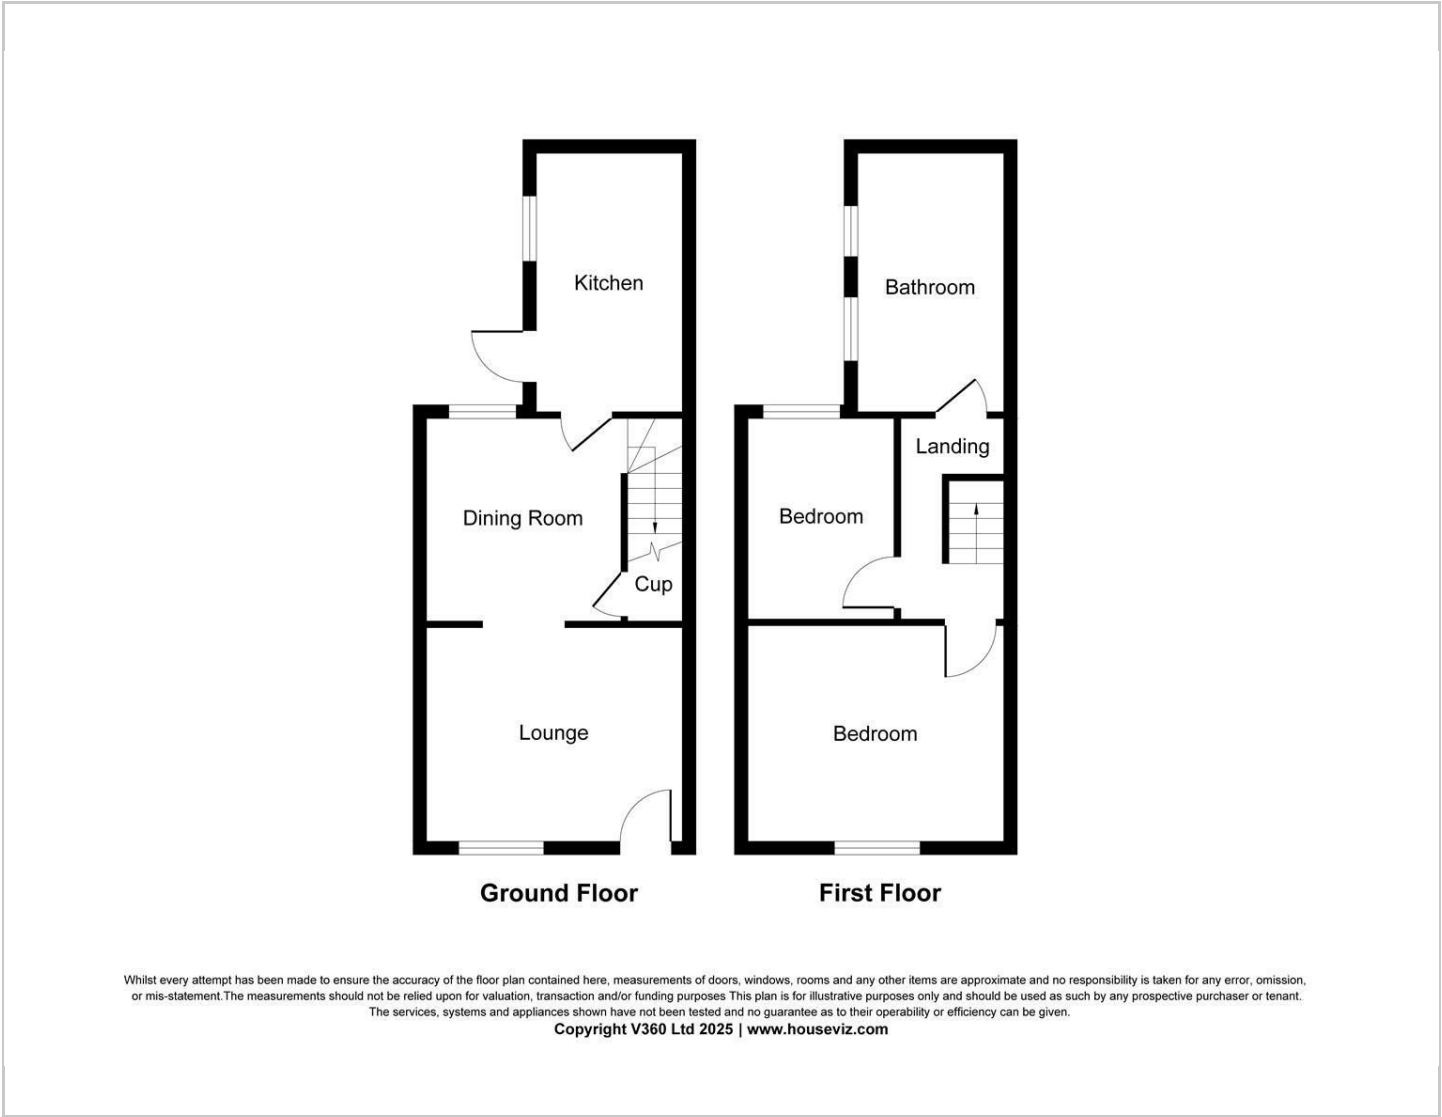 Kitchen
Dining Room
Cup
Lounge
Ground Floor
Bathroom
Landing
Bedroom
Bedroom
First Floor
Whilst every attempt has been made to ensure the accuracy of the floor plan contained here, measurements of doors, windows, rooms and any other items are approximate and no responsibility is taken for any error, omission,
or mis-statement.The measurements should not be relied upon for valuation, transaction and/or funding purposes This plan is for illustrative purposes only and should be used as such by any prospective purchaser or tenant.
The services, systems and appliances shown have not been tested and no guarantee as to their operability or efficiency can be given.
Copyright V360 Ltd 2025 | www.houseviz.com